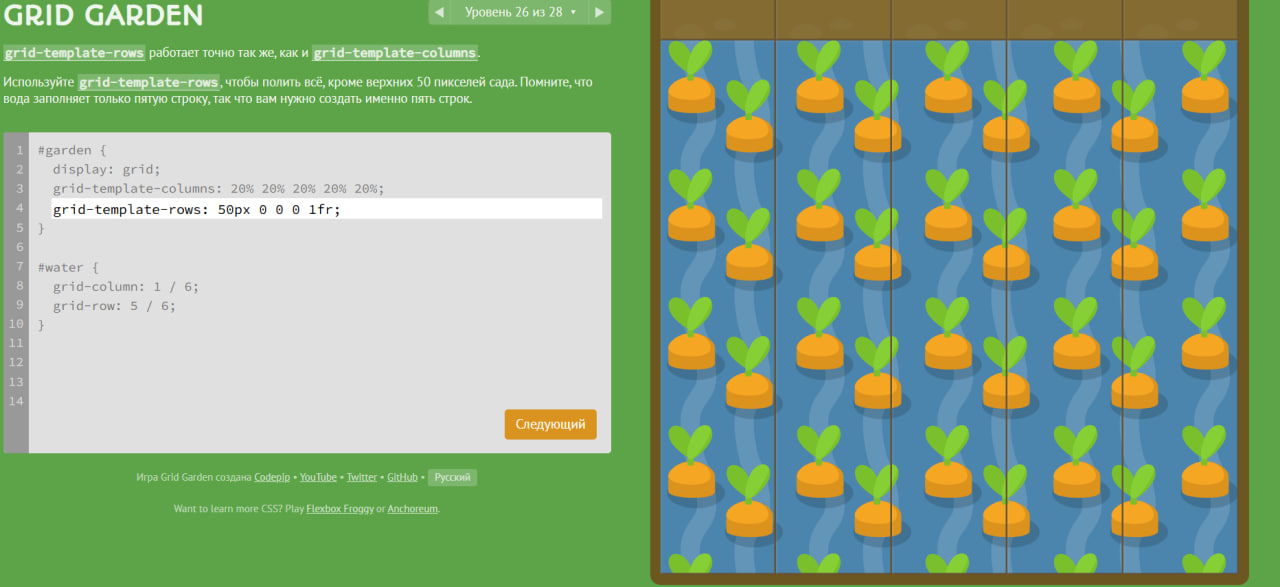 GRID GARDEN
Уровень 26 из 28
grid-template-rows работает точно так же, как и grid-template-columns.
Используйте grid-template-rows, чтобы полить всё, кроме верхних 50 пикселей сада. Помните, что
вода заполняет только пятую строку, так что вам нужно создать именно пять строк.
1 #garden {
2 display: grid;
3 grid-template-columns: 20% 20% 20% 20% 20%;
4 grid-template-rows: 50px 0 0 0 1fr;
5 }
6
7 #water {
8 grid-column: 1 / 6;
9 grid-row: 5 / 6;
10 }
11
12
13
14
Следующий
Игра Grid Garden создана Codepip • YouTube • Twitter • GitHub • Русский
Want to learn more CSS? Play Flexbox Froggy or Anchoreum.